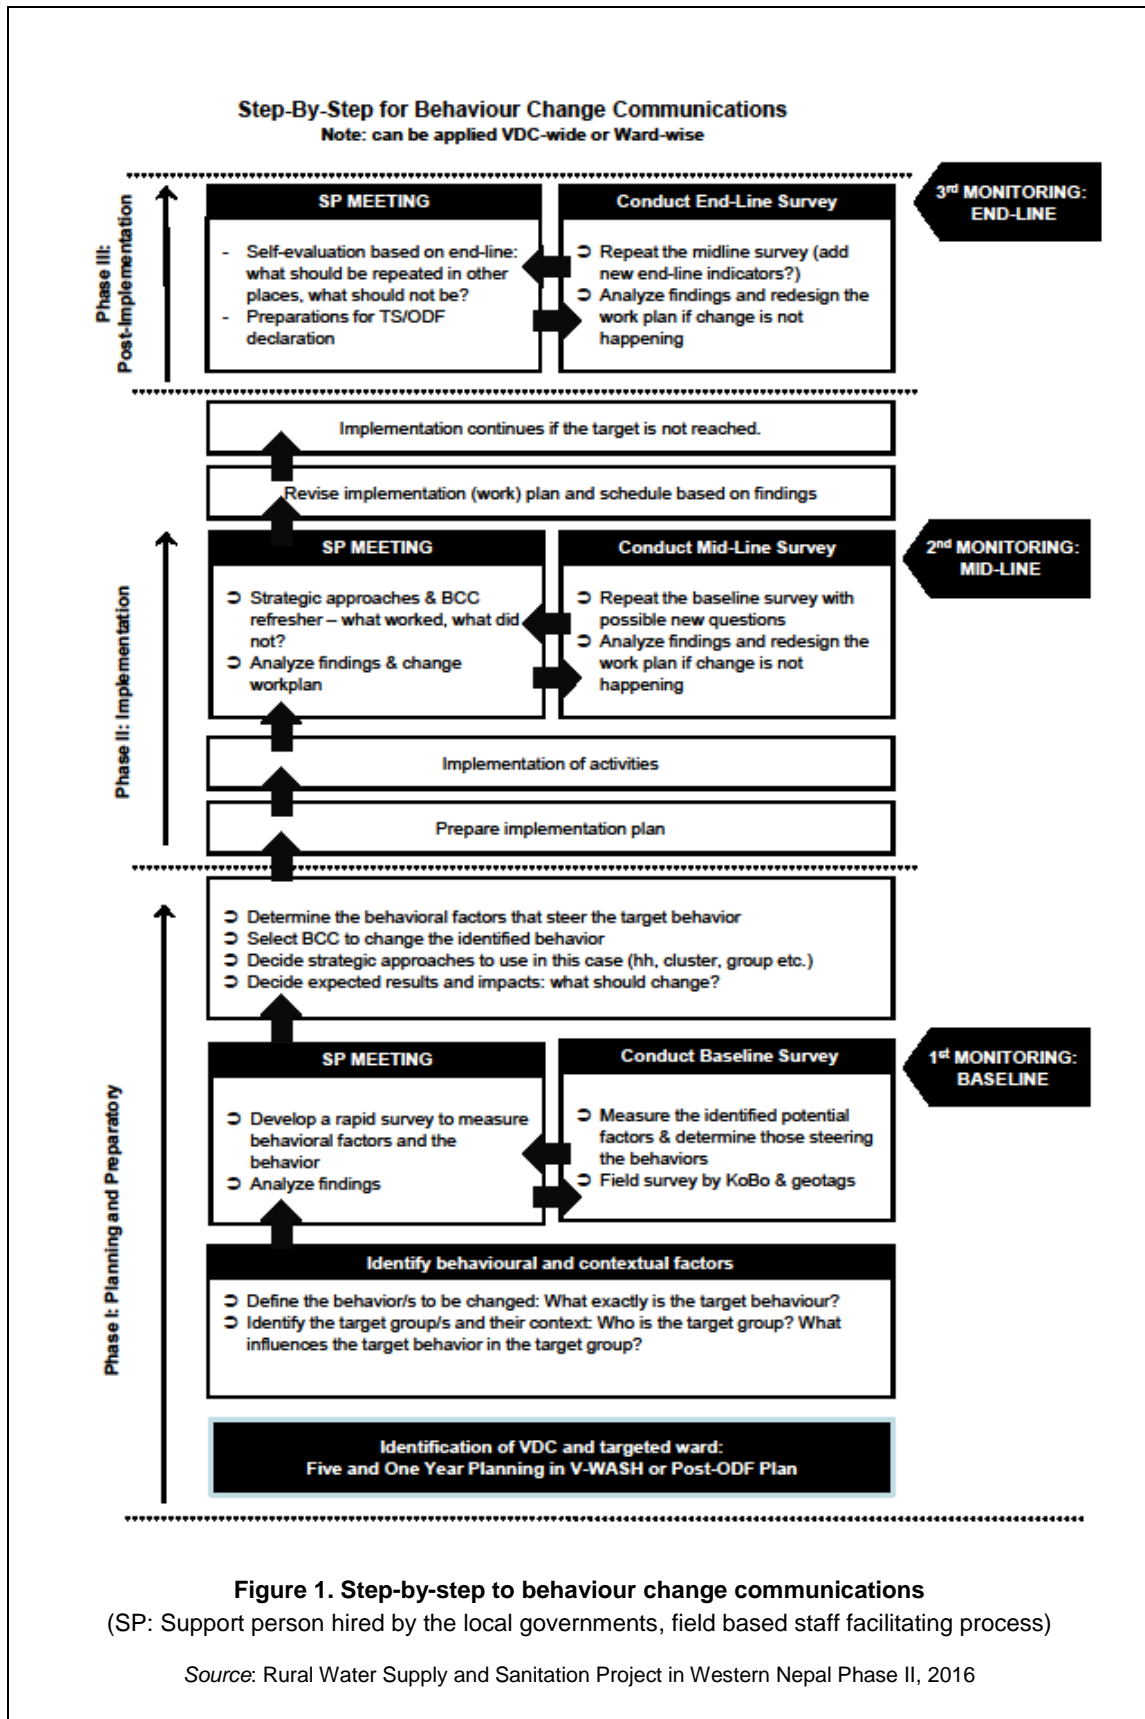 Step-By-Step for Behaviour Change Communications
Note: can be applied VDC-wide or Ward-wise
Phase III:
Post-Implementation
SP MEETING
- Self-evaluation based on end-line:
what should be repeated in other
places, what should not be?
- Preparations for TS/ODF
declaration
Conduct End-Line Survey
➲ Repeat the midline survey (add
new end-line indicators?)
➲ Analyze findings and redesign the
work plan if change is not
happening
3rd MONITORING:
END-LINE
Implementation continues if the target is not reached.
Revise implementation (work) plan and schedule based on findings
Phase II: Implementation
SP MEETING
➲ Strategic approaches & BCC
refresher – what worked, what did
not?
➲ Analyze findings & change
workplan
Conduct Mid-Line Survey
➲ Repeat the baseline survey with
possible new questions
➲ Analyze findings and redesign the
work plan if change is not
happening
2nd MONITORING:
MID-LINE
Implementation of activities
Prepare implementation plan
Phase I: Planning and Preparatory
➲ Determine the behavioral factors that steer the target behavior
➲ Select BCC to change the identified behavior
➲ Decide strategic approaches to use in this case (hh, cluster, group etc.)
➲ Decide expected results and impacts: what should change?
SP MEETING
➲ Develop a rapid survey to measure
behavioral factors and the
behavior
➲ Analyze findings
Conduct Baseline Survey
➲ Measure the identified potential
factors & determine those steering
the behaviors
➲ Field survey by KoBo & geotags
1st MONITORING:
BASELINE
Identify behavioural and contextual factors
➲ Define the behavior/s to be changed: What exactly is the target behaviour?
➲ Identify the target group/s and their context: Who is the target group? What
influences the target behavior in the target group?
Identification of VDC and targeted ward:
Five and One Year Planning in V-WASH or Post-ODF Plan
Figure 1. Step-by-step to behaviour change communications
(SP: Support person hired by the local governments, field based staff facilitating process)
Source: Rural Water Supply and Sanitation Project in Western Nepal Phase II, 2016